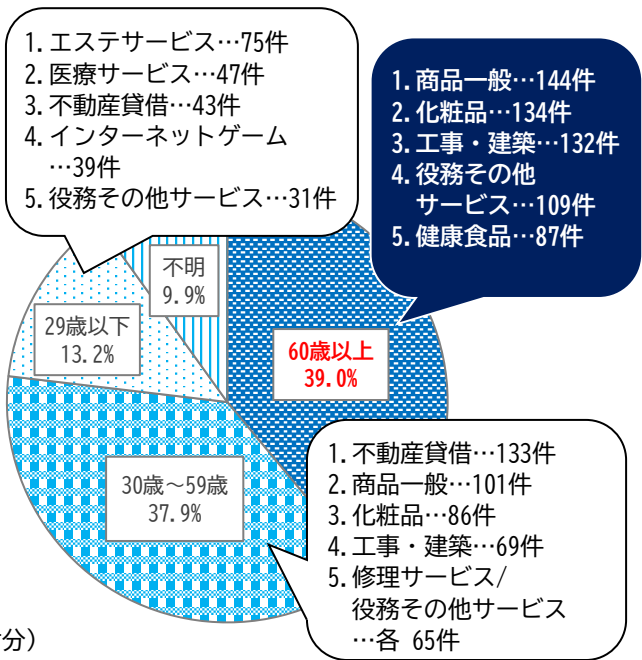 1.エステサービス…75件
2.医療サービス…47件
3.不動産貸借…43件
4.インターネットゲーム
…39件
5.役務その他サービス…31件
1.商品一般…144件
2.化粧品…134件
3.工事・建築…132件
4.役務その他
サービス…109件
5.健康食品…87件
不明
9.9%
29歳以下
13.2%
60歳以上
39.0%
30歳～59歳
37.9%
1.不動産貸借…133件
2.商品一般…101件
3.化粧品…86件
4.工事・建築…69件
5.修理サービス/
役務その他サービス
…各 65件
分）